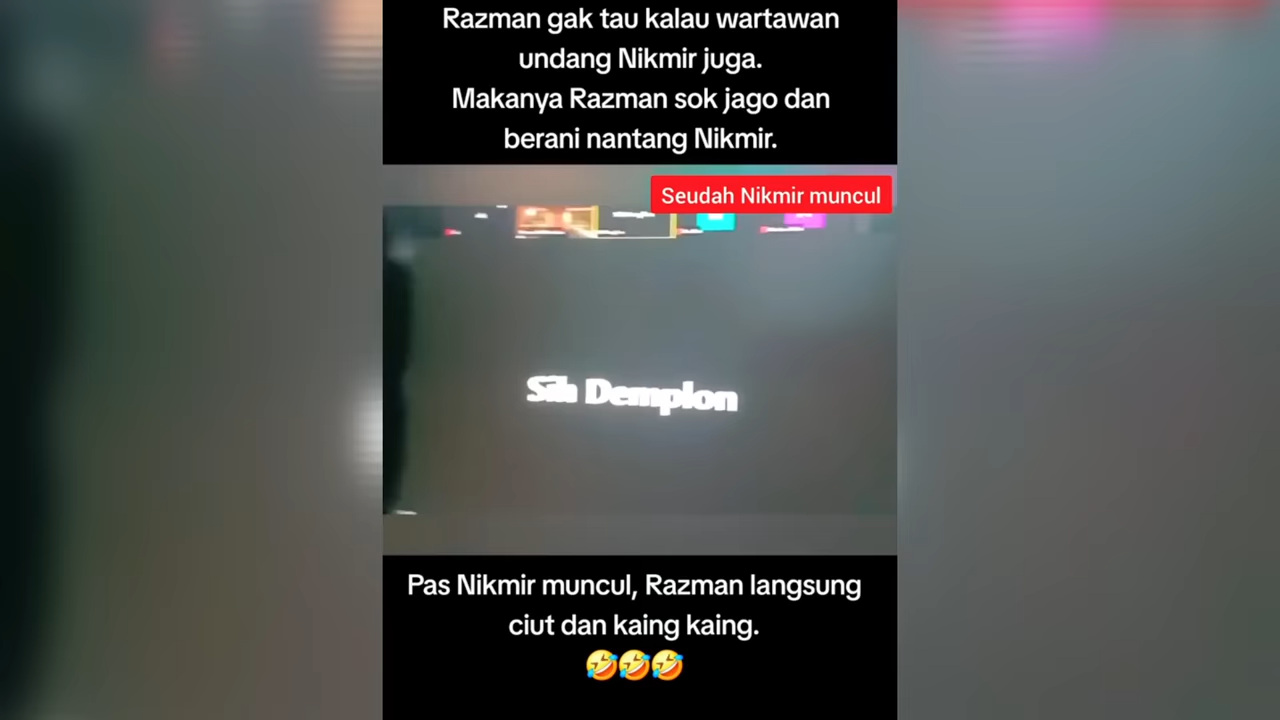 Razman gak tau kalau wartawan
undang Nikmir juga.
Makanya Razman sok jago dan
berani nantang Nikmir.
Seudah Nikmir muncul
Sih Demplon
Pas Nikmir muncul, Razman langsung
ciut dan kaing kaing.
🤣🤣🤣